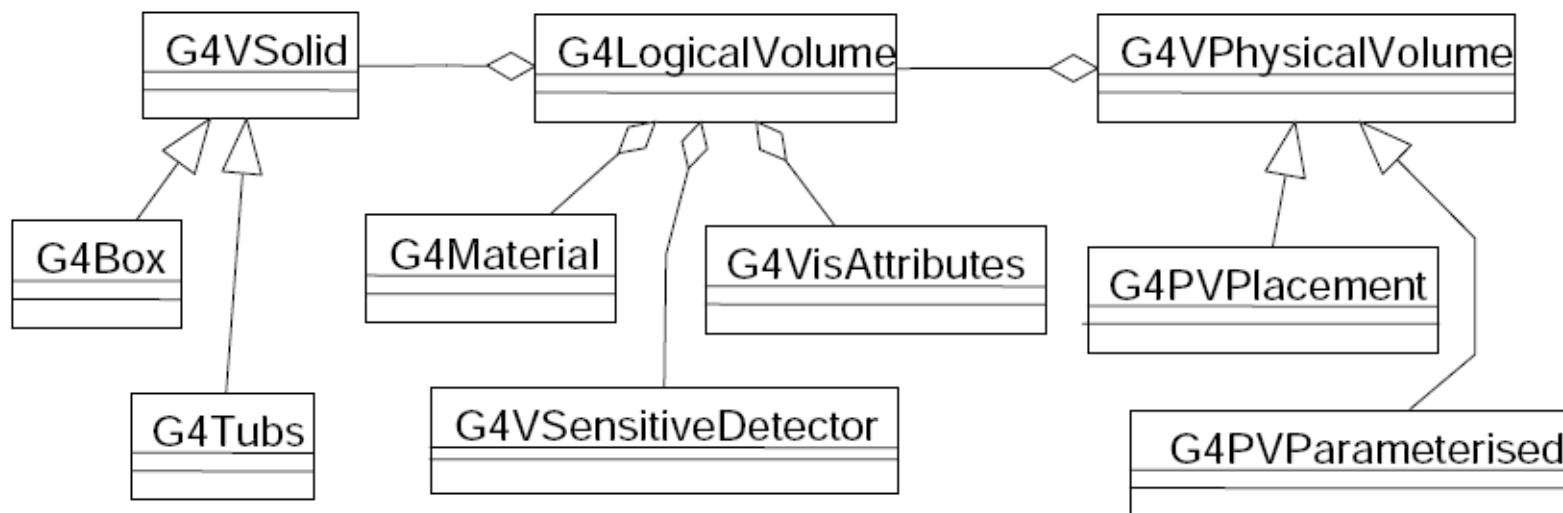 G4VSolid
G4LogicalVolume
G4VPhysicalVolume
G4Box
G4Material
G4VisAttributes
G4PVPlacement
G4Tubs
G4VSensitiveDetector
G4PVParameterised